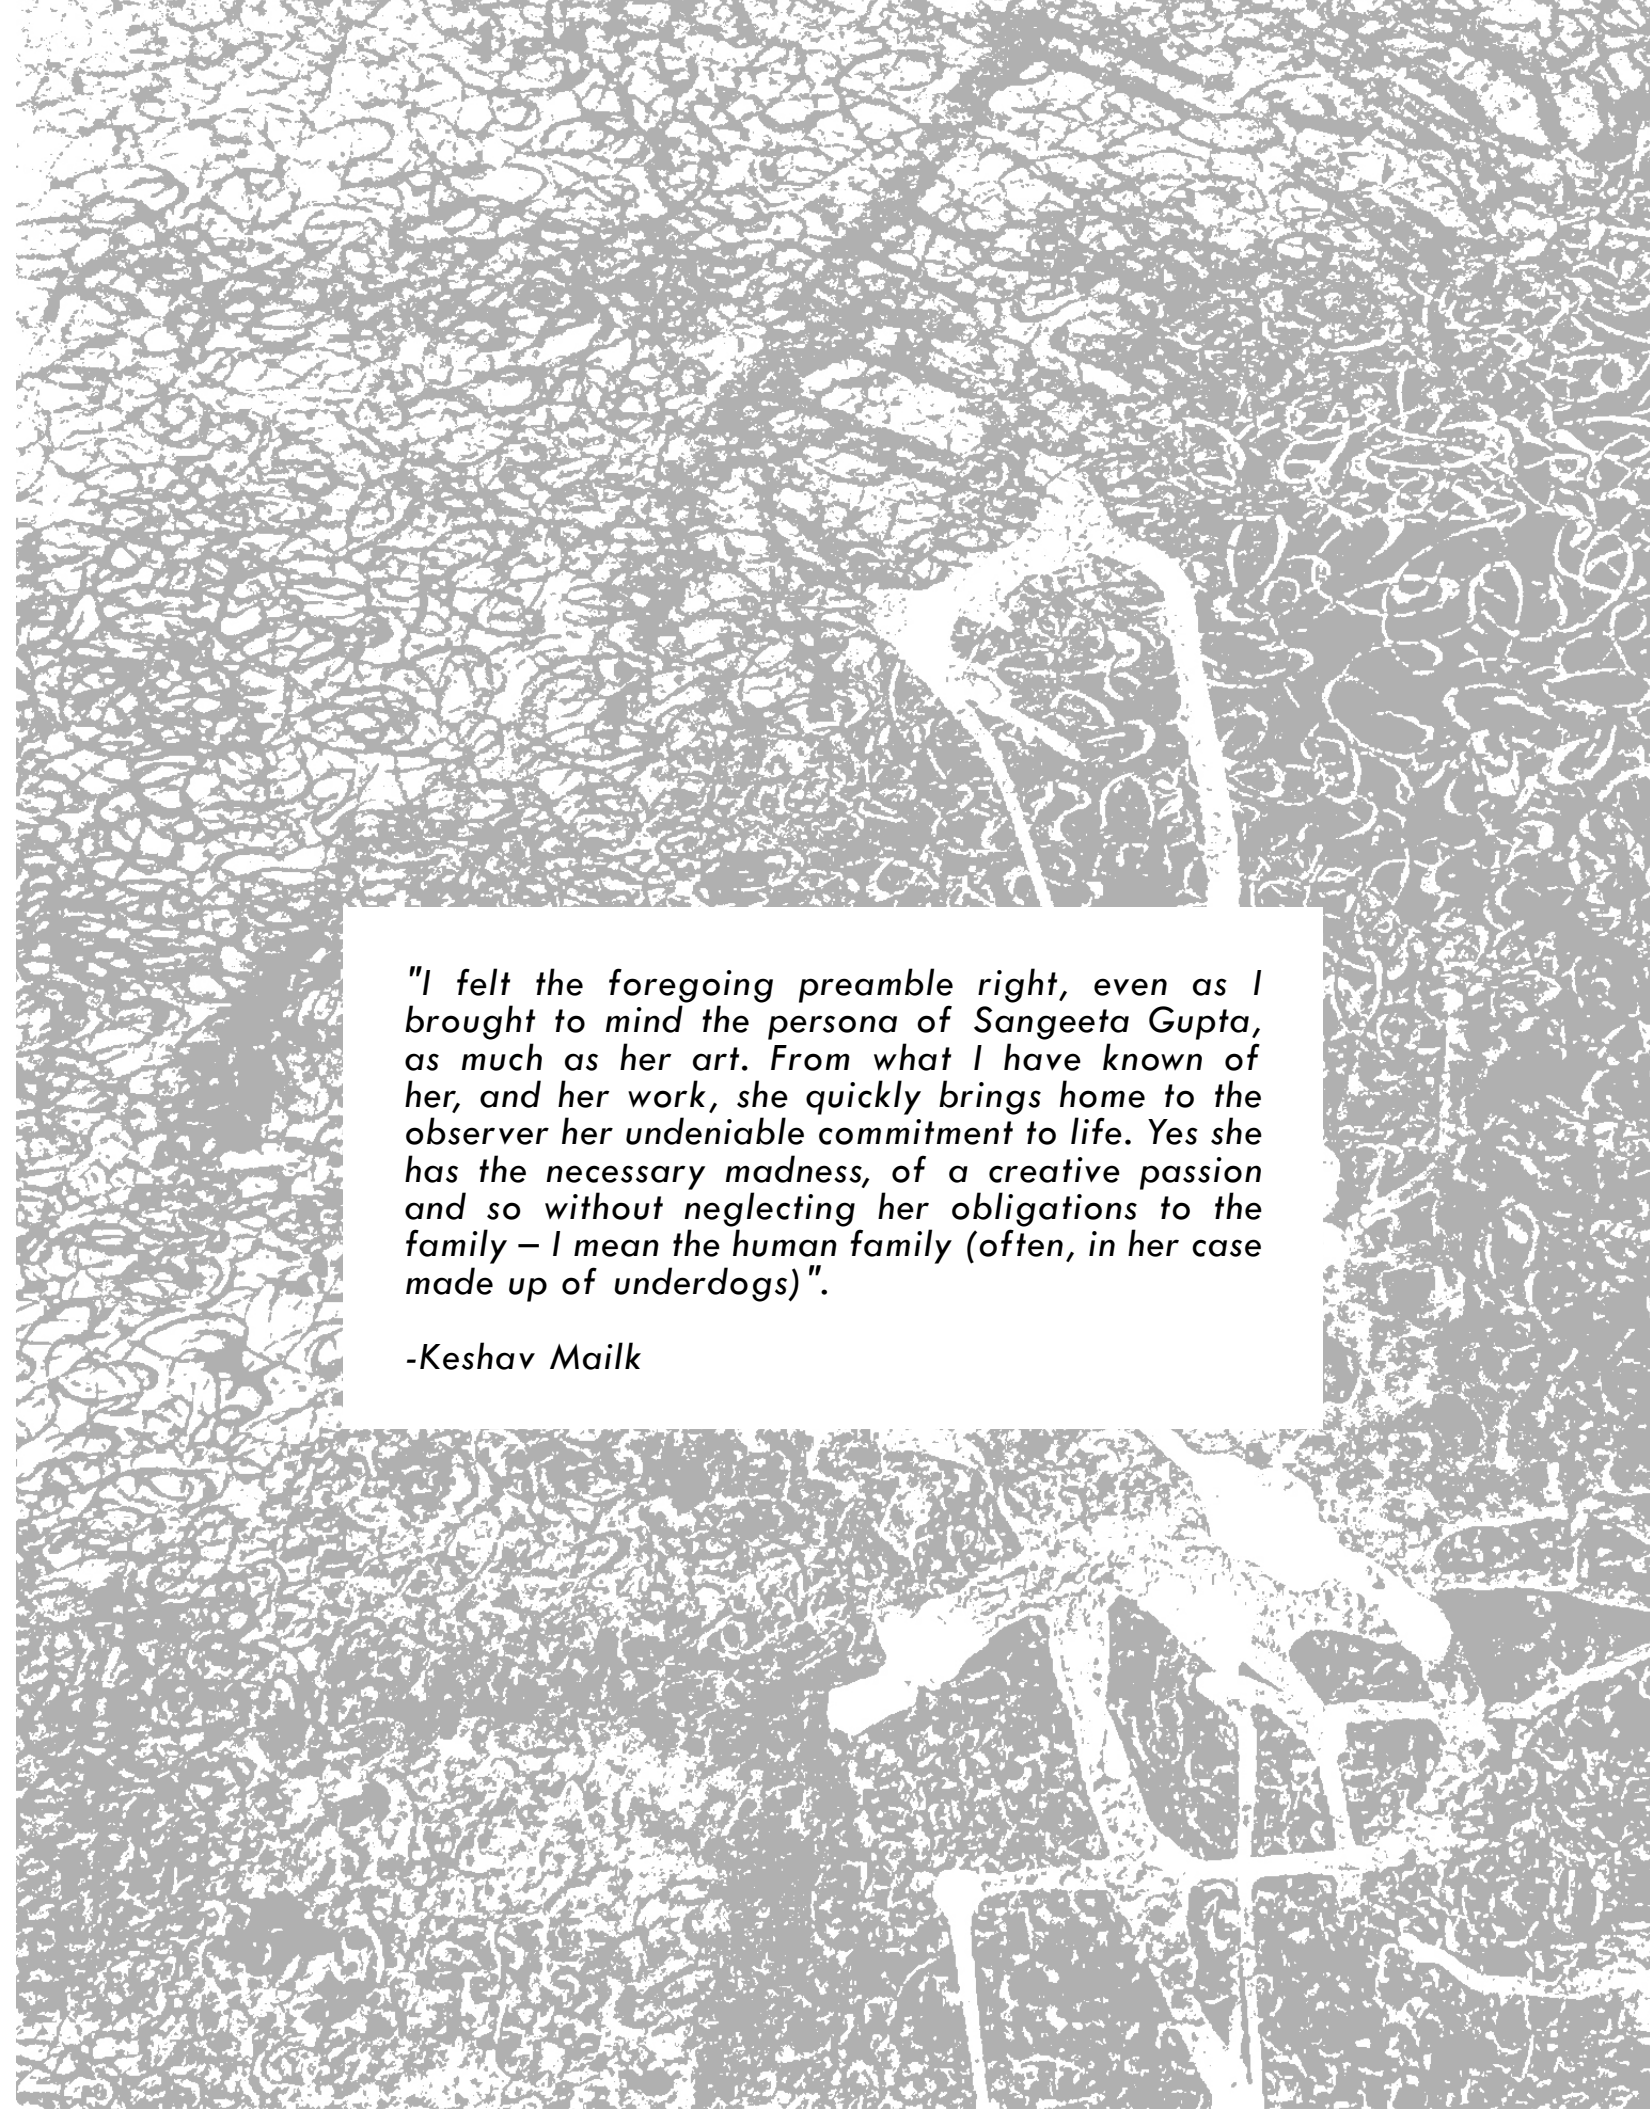 "I felt the foregoing preamble right, even as I
brought to mind the persona of Sangeeta Gupta,
as much as her art. From what I have known of
her, and her work, she quickly brings home to the
observer her undeniable commitment to life. Yes she
has the necessary madness, of a creative passion
and so without neglecting her obligations to the
family – I mean the human family (often, in her case
made up of underdogs)".
-Keshav Mailk